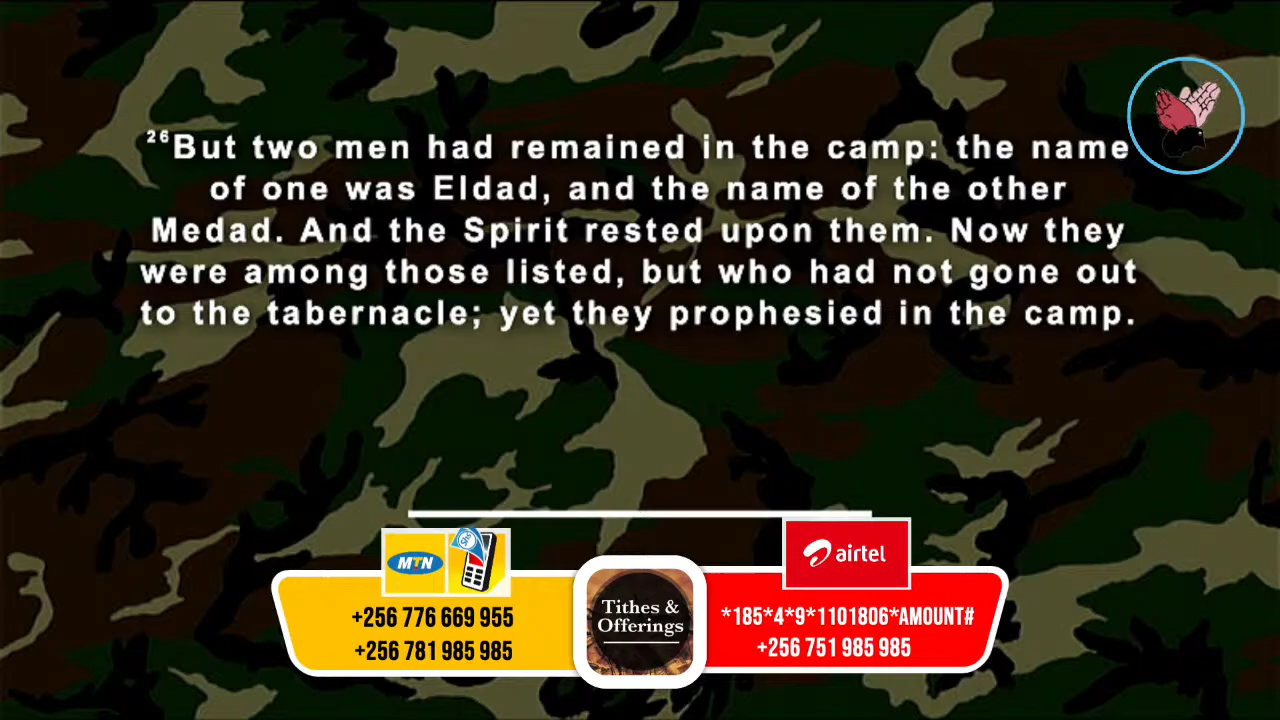 26But two men had remained in the camp: the name
of one was Eldad, and the name of the other
Medad. And the Spirit rested upon them. Now they
were among those listed, but who had not gone out
to the tabernacle; yet they prophesied in the camp.
MTN
+256 776 669 955
+256 781 985 985
Tithes &
Offerings
airtel
*185*4*9*1101806*AMOUNT#
+256 751 985 985